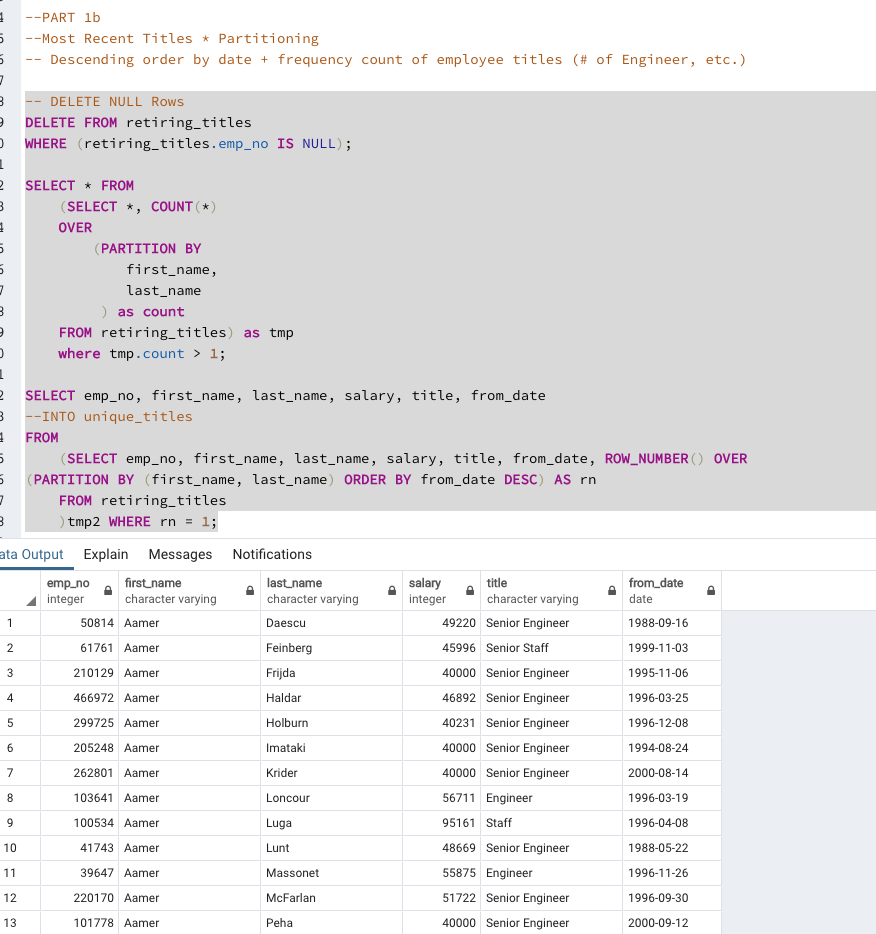 4 --PART 1b
5 --Most Recent Titles * Partitioning
6 -- Descending order by date + frequency count of employee titles (# of Engineer, etc.)
7
8 -- DELETE NULL Rows
9 DELETE FROM retiring_titles
0 WHERE (retiring_titles.emp_no IS NULL);
1
2 SELECT * FROM
3 (SELECT *, COUNT(*)
4 OVER
5 (PARTITION BY
6 first_name,
7 last_name
8 ) as count
9 FROM retiring_titles) as tmp
0 where tmp.count > 1;
1
2 SELECT emp_no, first_name, last_name, salary, title, from_date
3 --INTO unique_titles
4 FROM
5 (SELECT emp_no, first_name, last_name, salary, title, from_date, ROW_NUMBER() OVER
6 (PARTITION BY (first_name, last_name) ORDER BY from_date DESC) AS rn
7 FROM retiring_titles
8 )tmp2 WHERE rn = 1;
ata Output Explain Messages Notifications
emp_no first_name last_name salary title from_date
integer character varying character varying integer character varying date
1 50814 Aamer Daescu 49220 Senior Engineer 1988-09-16
2 61761 Aamer Feinberg 45996 Senior Staff 1999-11-03
3 210129 Aamer Frijda 40000 Senior Engineer 1995-11-06
4 466972 Aamer Haldar 46892 Senior Engineer 1996-03-25
5 299725 Aamer Holburn 40231 Senior Engineer 1996-12-08
6 205248 Aamer Imataki 40000 Senior Engineer 1994-08-24
7 262801 Aamer Krider 40000 Senior Engineer 2000-08-14
8 103641 Aamer Loncour 56711 Engineer 1996-03-19
9 100534 Aamer Luga 95161 Staff 1996-04-08
10 41743 Aamer Lunt 48669 Senior Engineer 1988-05-22
11 39647 Aamer Massonet 55875 Engineer 1996-11-26
12 220170 Aamer McFarlan 51722 Senior Engineer 1996-09-30
13 101778 Aamer Peha 40000 Senior Engineer 2000-09-12